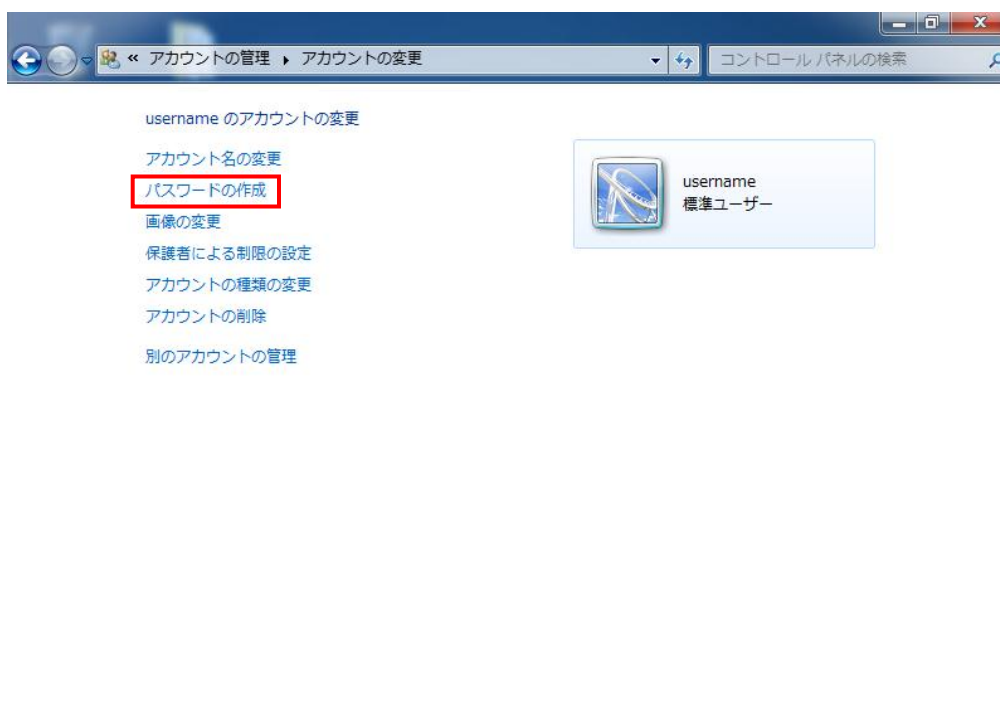 « アカウントの管理 ▸ アカウントの変更
コントロール パネルの検索
username のアカウントの変更
アカウント名の変更
パスワードの作成
画像の変更
保護者による制限の設定
アカウントの種類の変更
アカウントの削除
別のアカウントの管理
username
標準ユーザー